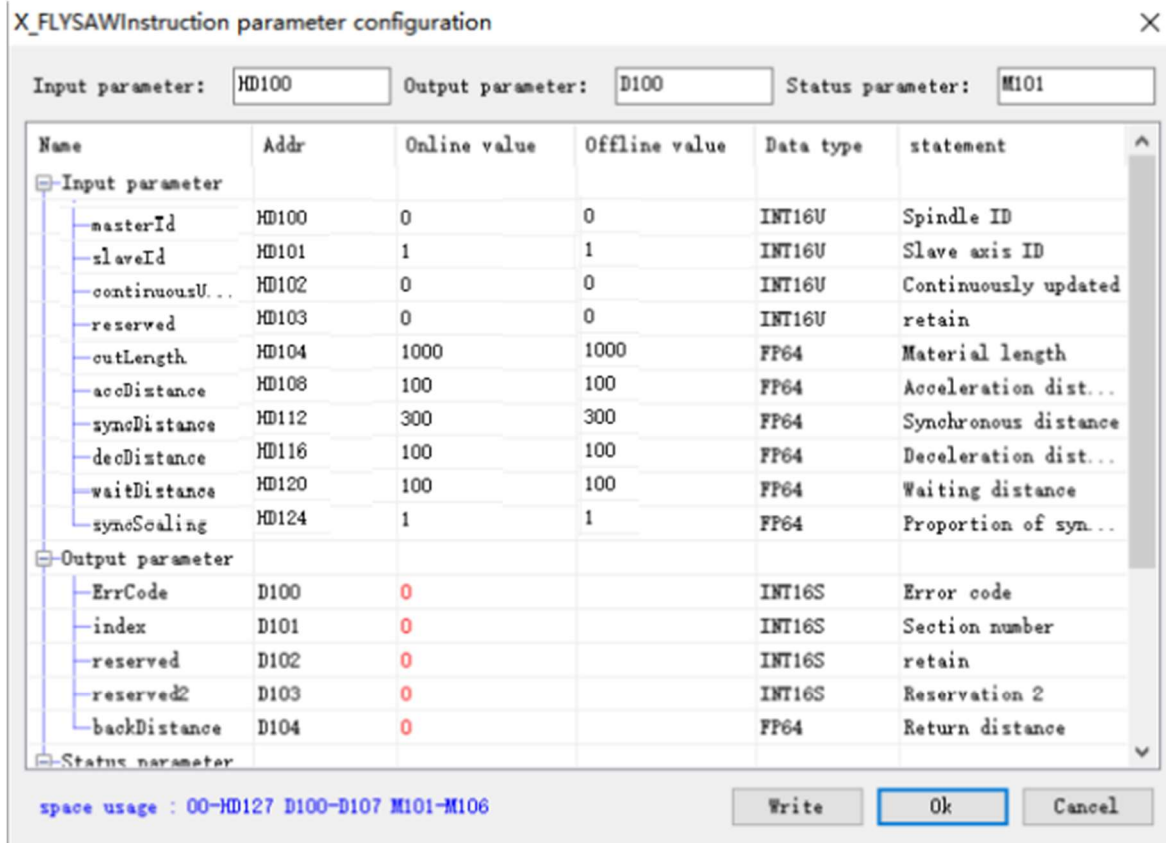 X_FLYSAWInstruction parameter configuration
Input parameter: HD100 Output parameter: D100 Status parameter: M101
Name Addr Online value Offline value Data type statement
Input parameter
masterId HD100 0 0 INT16U Spindle ID
slaveId HD101 1 1 INT16U Slave axis ID
continuousU... HD102 0 0 INT16U Continuously updated
reserved HD103 0 0 INT16U retain
cutLength HD104 1000 1000 FP64 Material length
accDistance HD108 100 100 FP64 Acceleration dist...
syncDistance HD112 300 300 FP64 Synchronous distance
decDistance HD116 100 100 FP64 Deceleration dist...
waitDistance HD120 100 100 FP64 Waiting distance
syncScaling HD124 1 1 FP64 Proportion of syn...
Output parameter
ErrCode D100 0 INT16S Error code
index D101 0 INT16S Section number
reserved D102 0 INT16S retain
reserved2 D103 0 INT16S Reservation 2
backDistance D104 0 FP64 Return distance
Status parameter
space usage : 00-HD127 D100-D107 M101-M106 Write Ok Cancel